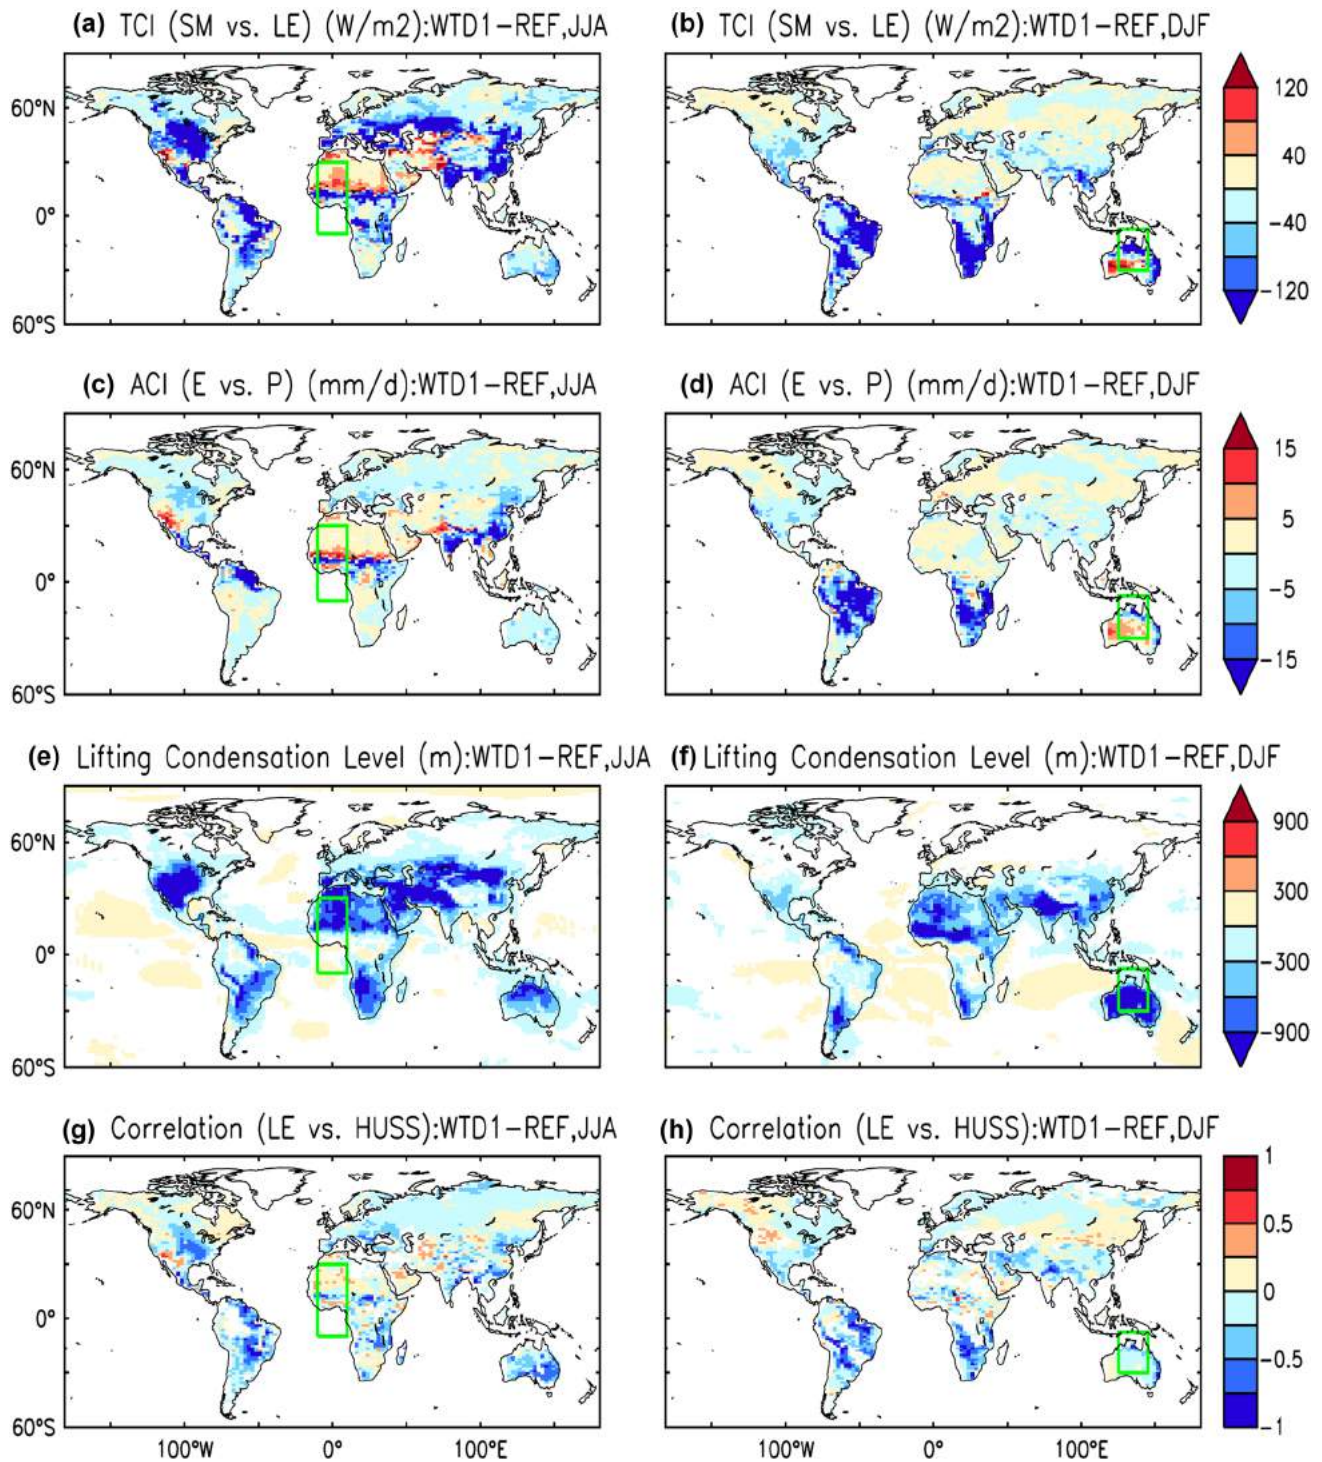 (a) TCI (SM vs. LE) (W/m2):WTD1-REF,JJA
(b) TCI (SM vs. LE) (W/m2):WTD1-REF,DJF
60°N
0°
60°S
120
40
-40
-120
(c) ACI (E vs. P) (mm/d):WTD1-REF,JJA
(d) ACI (E vs. P) (mm/d):WTD1-REF,DJF
60°N
0°
60°S
15
5
-5
-15
(e) Lifting Condensation Level (m):WTD1-REF,JJA
(f) Lifting Condensation Level (m):WTD1-REF,DJF
60°N
0°
60°S
900
300
-300
-900
(g) Correlation (LE vs. HUSS):WTD1-REF,JJA
(h) Correlation (LE vs. HUSS):WTD1-REF,DJF
60°N
0°
60°S
1
0.5
0
-0.5
-1
100°W 0° 100°E
100°W 0° 100°E